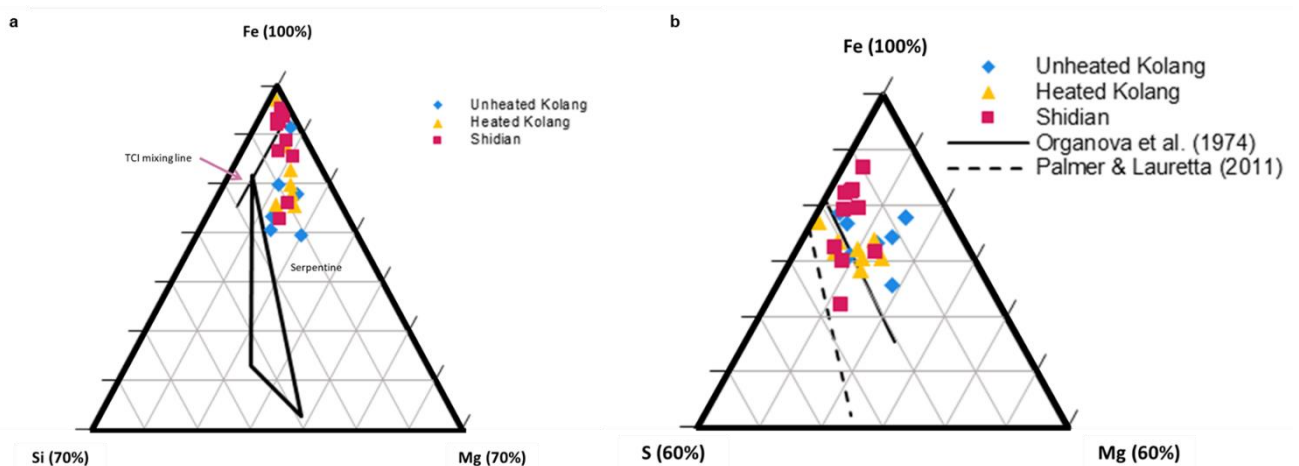 a
Fe (100%)
Unheated Kolang
Heated Kolang
Shidian
TCI mixing line
Serpentine
Si (70%)
Mg (70%)
b
Fe (100%)
Unheated Kolang
Heated Kolang
Shidian
Organova et al. (1974)
Palmer & Lauretta (2011)
S (60%)
Mg (60%)